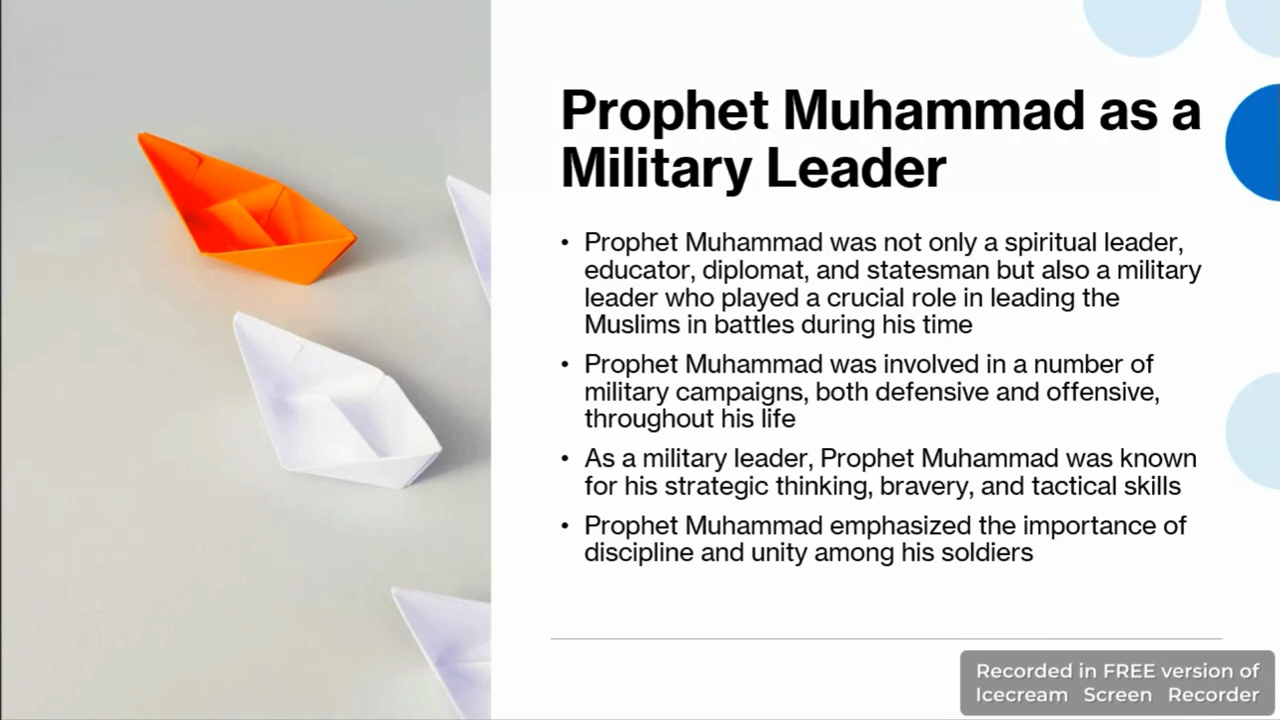 Prophet Muhammad as a
Military Leader
• Prophet Muhammad was not only a spiritual leader,
educator, diplomat, and statesman but also a military
leader who played a crucial role in leading the
Muslims in battles during his time
• Prophet Muhammad was involved in a number of
military campaigns, both defensive and offensive,
throughout his life
• As a military leader, Prophet Muhammad was known
for his strategic thinking, bravery, and tactical skills
• Prophet Muhammad emphasized the importance of
discipline and unity among his soldiers
Recorded in FREE version of
Icecream Screen Recorder